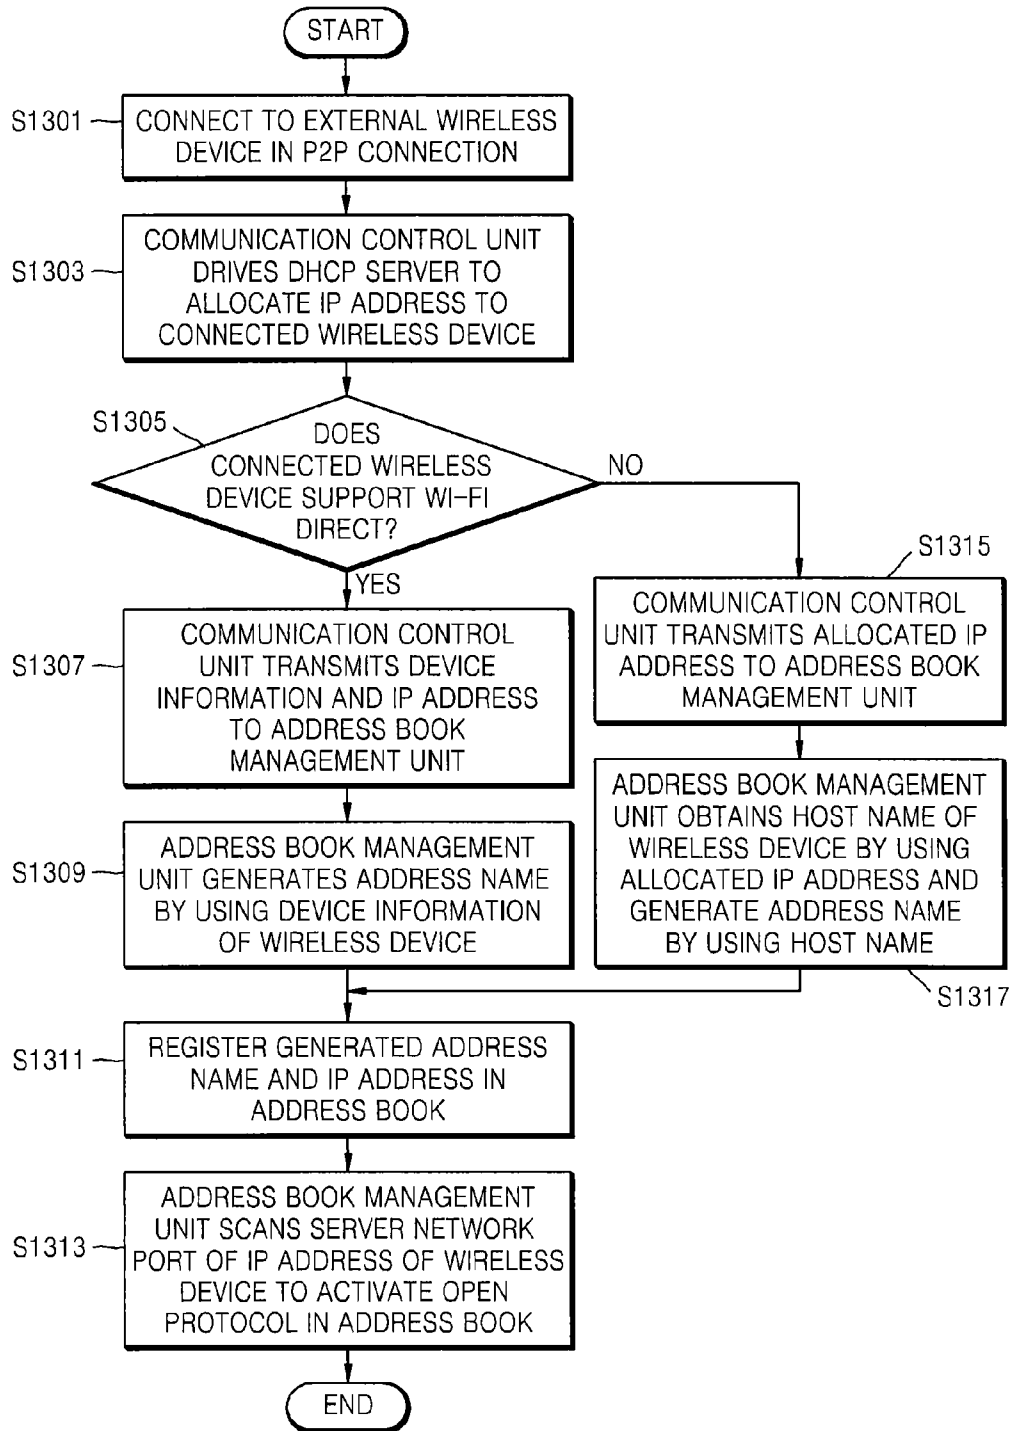 START
S1301
CONNECT TO EXTERNAL WIRELESS
DEVICE IN P2P CONNECTION
S1303
COMMUNICATION CONTROL UNIT
DRIVES DHCP SERVER TO
ALLOCATE IP ADDRESS TO
CONNECTED WIRELESS DEVICE
S1305
DOES
CONNECTED WIRELESS
DEVICE SUPPORT WI-FI
DIRECT?
NO
YES
S1307
COMMUNICATION CONTROL
UNIT TRANSMITS DEVICE
INFORMATION AND IP ADDRESS
TO ADDRESS BOOK
MANAGEMENT UNIT
S1315
COMMUNICATION CONTROL
UNIT TRANSMITS ALLOCATED IP
ADDRESS TO ADDRESS BOOK
MANAGEMENT UNIT
S1309
ADDRESS BOOK MANAGEMENT
UNIT GENERATES ADDRESS NAME
BY USING DEVICE INFORMATION
OF WIRELESS DEVICE
ADDRESS BOOK MANAGEMENT
UNIT OBTAINS HOST NAME OF
WIRELESS DEVICE BY USING
ALLOCATED IP ADDRESS AND
GENERATE ADDRESS NAME
BY USING HOST NAME
S1317
S1311
REGISTER GENERATED ADDRESS
NAME AND IP ADDRESS IN
ADDRESS BOOK
S1313
ADDRESS BOOK MANAGEMENT
UNIT SCANS SERVER NETWORK
PORT OF IP ADDRESS OF WIRELESS
DEVICE TO ACTIVATE OPEN
PROTOCOL IN ADDRESS BOOK
END